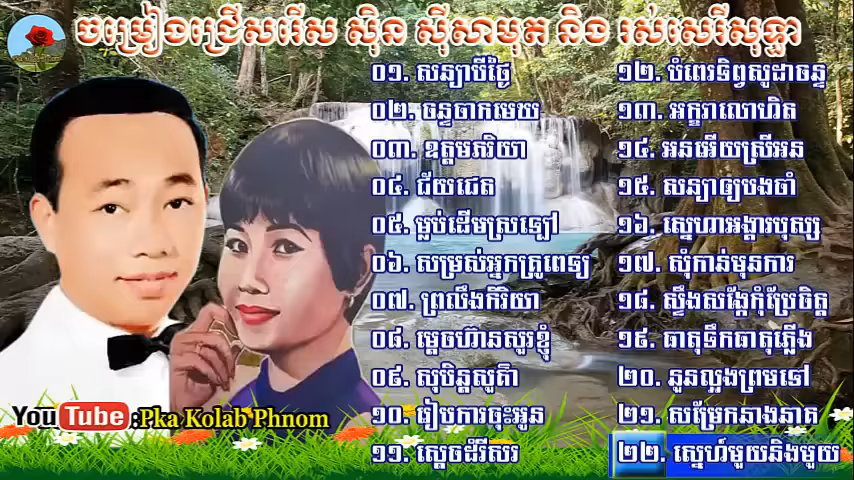 ចម្រៀងជ្រើសរើស ស៊ិន ស៊ីសាមុត និង រស់សេរីសុទ្ធា
០១. សន្យាបីថ្ងៃ
០២. ចន្ទចាកមេឃ
០៣. ឧត្តមភរិយា
០៤. ជ័យជេត
០៥. ម្លប់ដើមស្រឡៅ
០៦. សម្រស់អ្នកគ្រូពេទ្យ
០៧. ព្រលឹងកិរិយា
០៨. ម្ដេចហ៊ានសួរខ្ញុំ
០៩. សុបិន្តសួគ៌ា
១០. រៀបការចុះអូន
១១. ស្ដេចដំរីសរ
១២. បំពេរទិព្វសូដាចន្ទ
១៣. អក្ខរាលោហិត
១៤. អនអើយស្រីអន
១៥. សន្យាឲ្យបងចាំ
១៦. ស្នេហាអង្គារបុស្ស
១៧. សុំកាន់មុនការ
១៨. ស្ទឹងសង្កែកុំប្រែចិត្ត
១៩. ធាតុទឹកធាតុភ្លើង
២០. នួនល្អងព្រមទៅ
២១. សម្រែកនាងនាគ
២២. ស្នេហ៍មួយនិងមួយ
YouTube :Pka Kolab Phnom